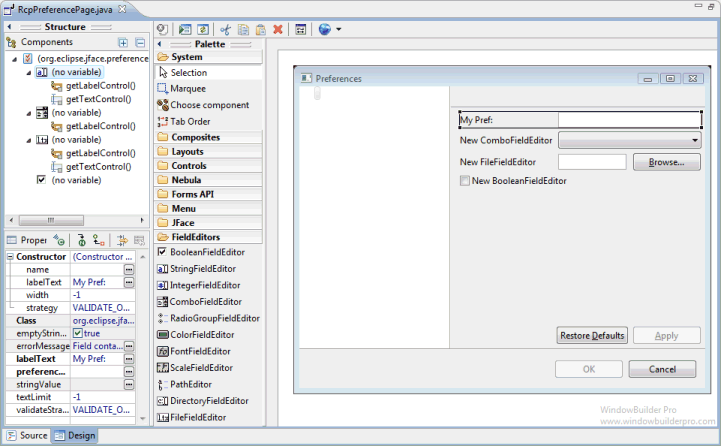 RcpPreferencePage.java
Structure
Components
(org.eclipse.jface.preference
(no variable)
getLabelControl()
getTextControl()
(no variable)
getLabelControl()
(no variable)
getLabelControl()
getTextControl()
(no variable)
Proper
Constructor (Constructor ...
name
labelText My Pref:
width -1
strategy VALIDATE_O...
Class org.eclipse.jfa...
emptyStrin... true
errorMessage Field conta...
labelText My Pref:
preferenc...
stringValue
textLimit -1
validateStra... VALIDATE_O...
Source Design
Palette
System
Selection
Marquee
Choose component
Tab Order
Composites
Layouts
Controls
Nebula
Forms API
Menu
JFace
FieldEditors
BooleanFieldEditor
StringFieldEditor
IntegerFieldEditor
ComboFieldEditor
RadioGroupFieldEditor
ColorFieldEditor
FontFieldEditor
ScaleFieldEditor
PathEditor
DirectoryFieldEditor
FileFieldEditor
Preferences
My Pref:
New ComboFieldEditor
New FileFieldEditor Browse...
New BooleanFieldEditor
Restore Defaults Apply
OK Cancel
WindowBuilder Pro
www.windowbuilderpro.com